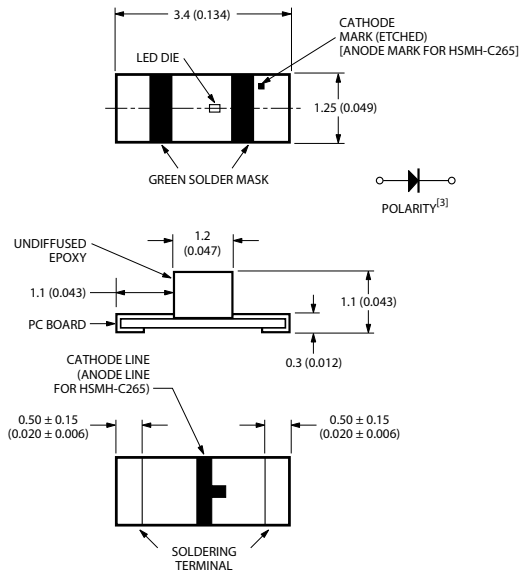 3.4 (0.134)
CATHODE
MARK (ETCHED)
[ANODE MARK FOR HSMH-C265]
LED DIE
1.25 (0.049)
GREEN SOLDER MASK
POLARITY[3]
UNDIFFUSED
EPOXY
1.2
(0.047)
1.1 (0.043)
1.1 (0.043)
PC BOARD
0.3 (0.012)
CATHODE LINE
(ANODE LINE
FOR HSMH-C265)
0.50 ± 0.15
(0.020 ± 0.006)
0.50 ± 0.15
(0.020 ± 0.006)
SOLDERING
TERMINAL